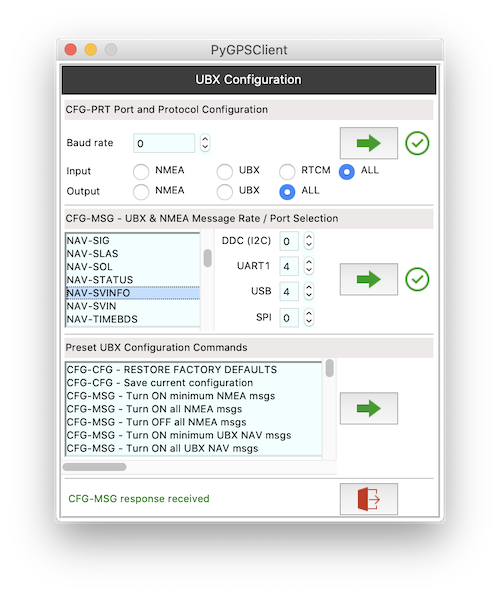 PyGPSClient
UBX Configuration
CFG-PRT Port and Protocol Configuration
Baud rate 0
Input NMEA UBX RTCM ALL
Output NMEA UBX ALL
CFG-MSG - UBX & NMEA Message Rate / Port Selection
NAV-SIG
NAV-SLAS
NAV-SOL
NAV-STATUS
NAV-SVINFO
NAV-SVIN
NAV-TIMEBDS
DDC (I2C) 0
UART1 4
USB 4
SPI 0
Preset UBX Configuration Commands
CFG-CFG - RESTORE FACTORY DEFAULTS
CFG-CFG - Save current configuration
CFG-MSG - Turn ON minimum NMEA msgs
CFG-MSG - Turn ON all NMEA msgs
CFG-MSG - Turn OFF all NMEA msgs
CFG-MSG - Turn ON minimum UBX NAV msgs
CFG-MSG - Turn ON all UBX NAV msgs
CFG-MSG response received